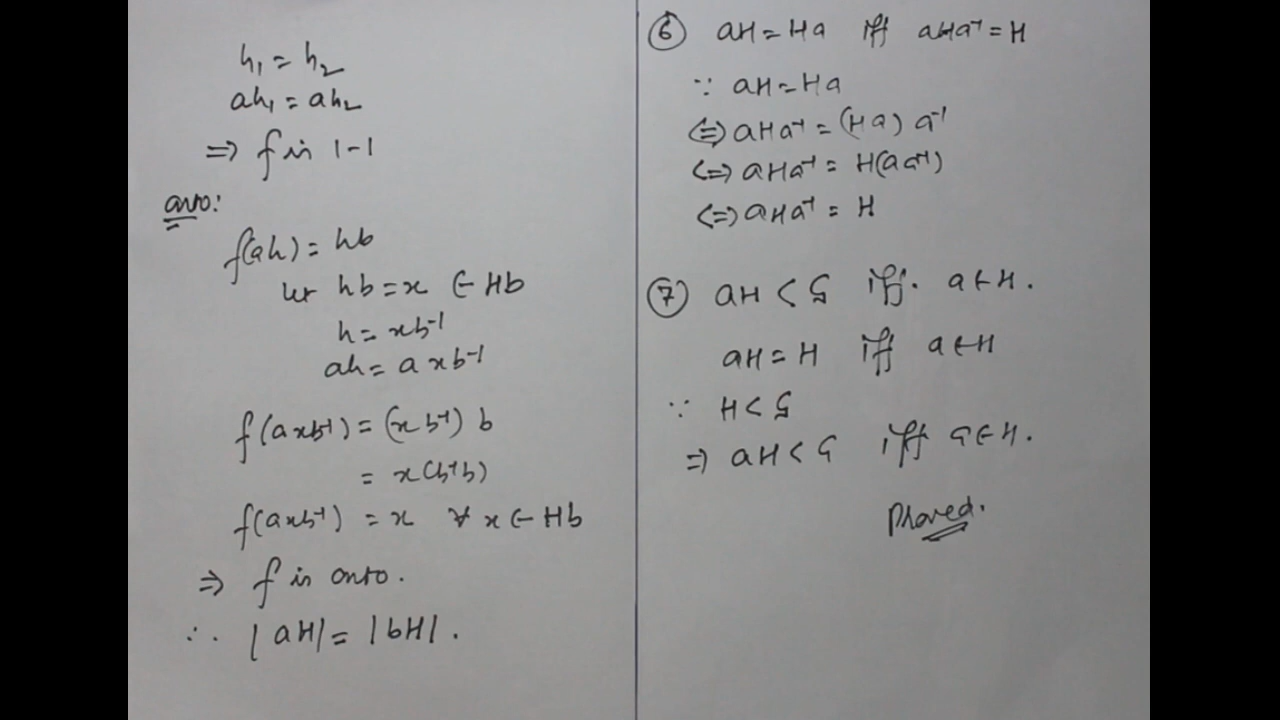 h₁ = h₂
ah₁ = ah₂
⇒ f is 1-1
onto:
f(ah) = hb
let hb = x ∈ Hb
h = xb⁻¹
ah = axb⁻¹
f(axb⁻¹) = (xb⁻¹) b
= x(b⁻¹b)
f(axb⁻¹) = x ∀ x ∈ Hb
⇒ f is onto.
∴ |aH| = |bH|.
⑥ aH = Ha iff aHa⁻¹ = H
∵ aH = Ha
⇔ aHa⁻¹ = (Ha) a⁻¹
⇔ aHa⁻¹ = H(aa⁻¹)
⇔ aHa⁻¹ = H
⑦ aH < G iff. a ∈ H.
aH = H iff a ∈ H
∵ H < G
⇒ aH < G iff a ∈ H.
Proved.